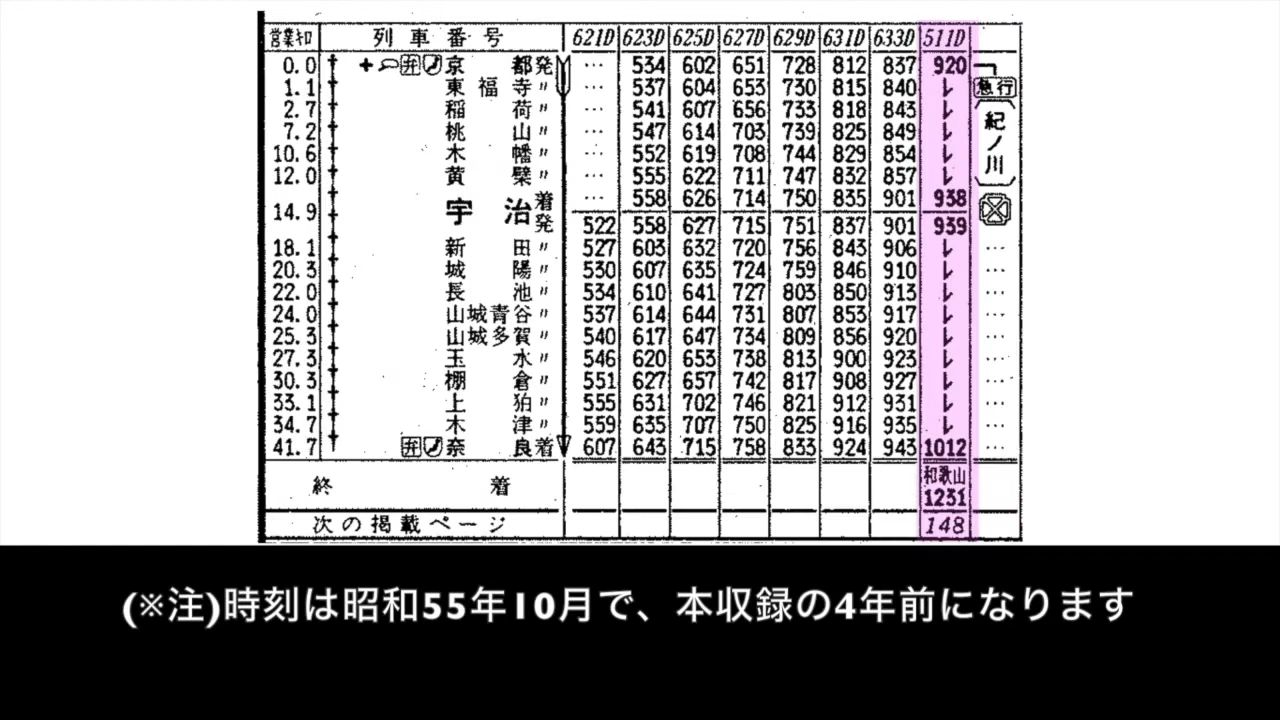 営業キロ 列車番号 621D 623D 625D 627D 629D 631D 633D 511D
0.0 弁 京都発 … 534 602 651 728 812 837 920 急行
1.1 東福寺〃 … 537 604 653 730 815 840 レ
2.7 稲荷〃 … 541 607 656 733 818 843 レ 紀ノ川
7.2 桃山〃 … 547 614 703 739 825 849 レ
10.6 木幡〃 … 552 619 708 744 829 854 レ
12.0 黄檗〃 … 555 622 711 747 832 857 レ
14.9 宇治着 … 558 626 714 750 835 901 938
発 522 558 627 715 751 837 901 939
18.1 新田〃 527 603 632 720 756 843 906 レ …
20.3 城陽〃 530 607 635 724 759 846 910 レ …
22.0 長池〃 534 610 641 727 803 850 913 レ …
24.0 山城青谷〃 537 614 644 731 807 853 917 レ …
25.3 山城多賀〃 540 617 647 734 809 856 920 レ …
27.3 玉水〃 546 620 653 738 813 900 923 レ …
30.3 棚倉〃 551 627 657 742 817 908 927 レ …
33.1 上狛〃 555 631 702 746 821 912 931 レ …
34.7 木津〃 559 635 707 750 825 916 935 レ …
41.7 弁 奈良着 607 643 715 758 833 924 943 1012 …
終着 和歌山
1231
次の掲載ページ 148
(※注)時刻は昭和55年10月で、本収録の4年前になります